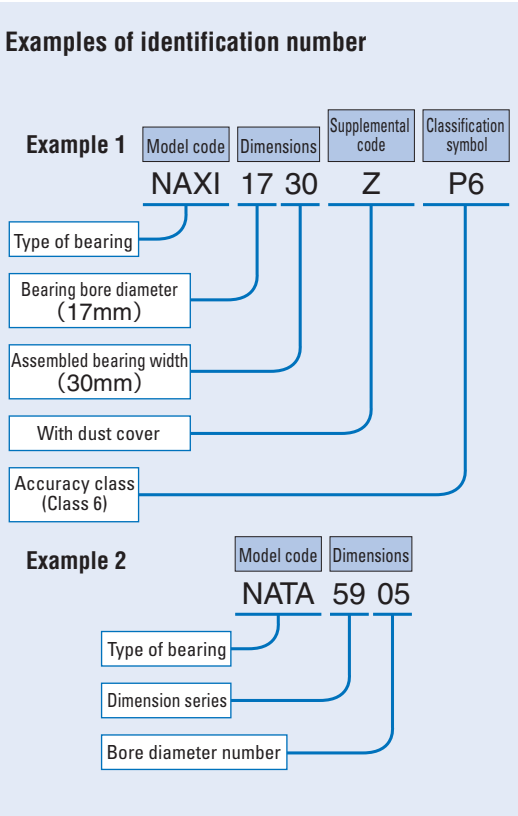 Examples of identification number
Example 1
Model code
Dimensions
Supplemental
code
Classification
symbol
NAXI 17 30 Z P6
Type of bearing
Bearing bore diameter
（17mm）
Assembled bearing width
（30mm）
With dust cover
Accuracy class
(Class 6)
Example 2
Model code
Dimensions
NATA 59 05
Type of bearing
Dimension series
Bore diameter number